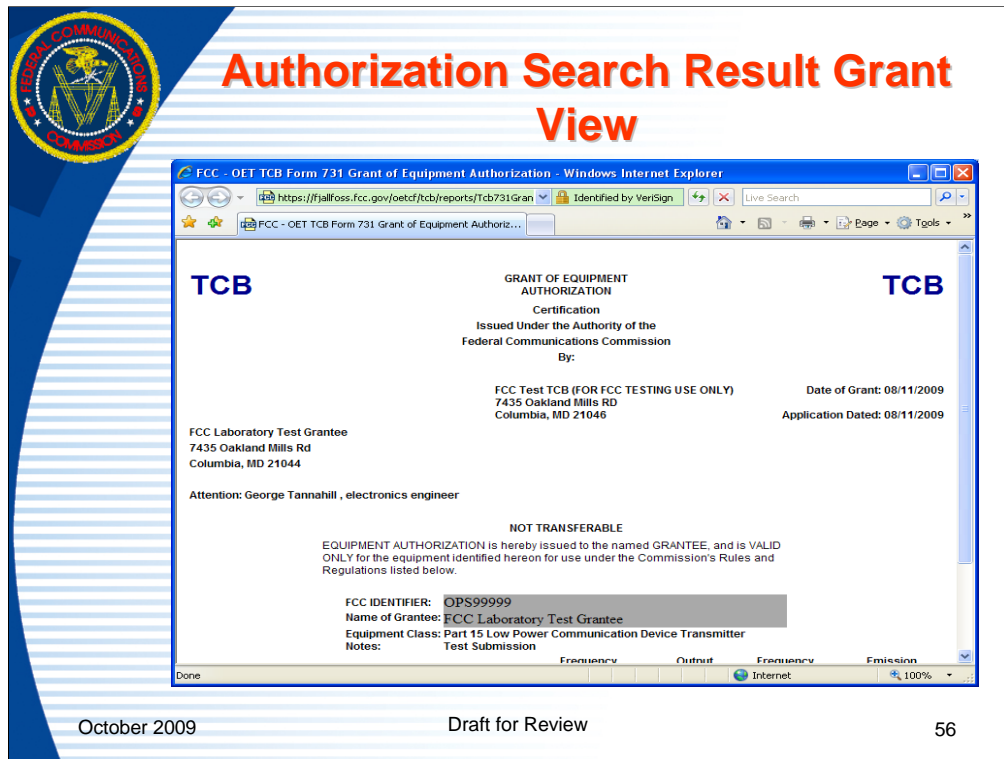 FEDERAL COMMUNICATIONS
COMMISSION
Authorization Search Result Grant
View
FCC - OET TCB Form 731 Grant of Equipment Authorization - Windows Internet Explorer
https://fjallfoss.fcc.gov/oetcf/tcb/reports/Tcb731Gran Identified by VeriSign Live Search
FCC - OET TCB Form 731 Grant of Equipment Authoriz... Page Tools »
TCB GRANT OF EQUIPMENT TCB
AUTHORIZATION
Certification
Issued Under the Authority of the
Federal Communications Commission
By:
FCC Test TCB (FOR FCC TESTING USE ONLY) Date of Grant: 08/11/2009
7435 Oakland Mills RD
Columbia, MD 21046 Application Dated: 08/11/2009
FCC Laboratory Test Grantee
7435 Oakland Mills Rd
Columbia, MD 21044
Attention: George Tannahill , electronics engineer
NOT TRANSFERABLE
EQUIPMENT AUTHORIZATION is hereby issued to the named GRANTEE, and is VALID
ONLY for the equipment identified hereon for use under the Commission's Rules and
Regulations listed below.
FCC IDENTIFIER: OPS99999
Name of Grantee: FCC Laboratory Test Grantee
Equipment Class: Part 15 Low Power Communication Device Transmitter
Notes: Test Submission
Frequency Output Frequency Emission
Done Internet 100%
October 2009 Draft for Review 56